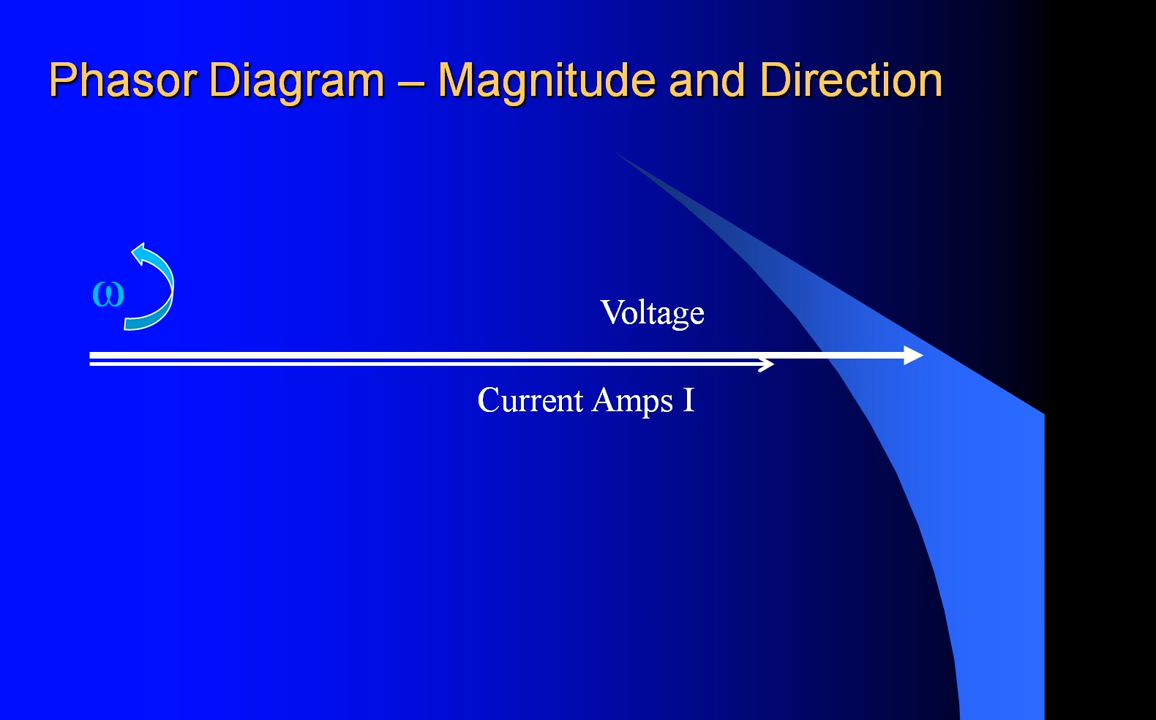 Phasor Diagram – Magnitude and Direction
ω
Voltage
Current Amps I